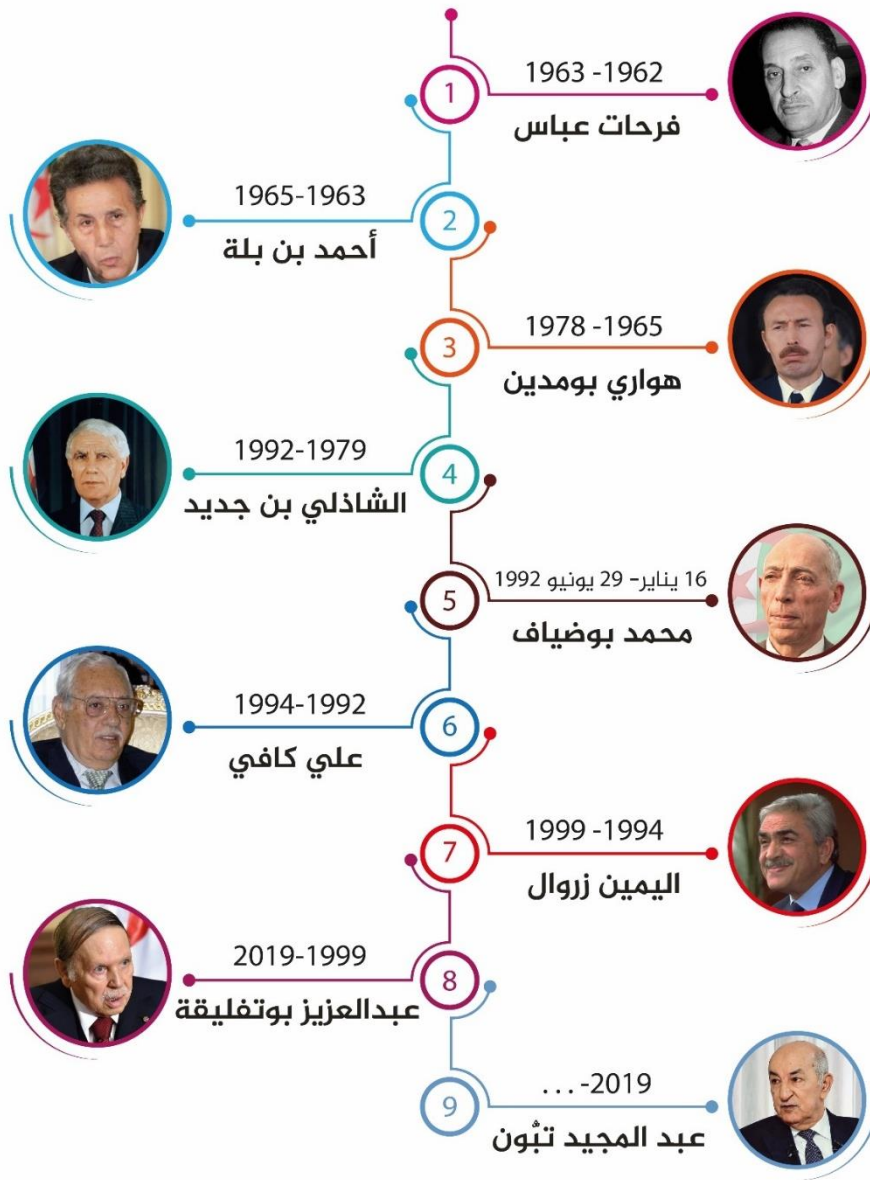 1
1963 -1962
فرحات عباس
2
1965-1963
أحمد بن بلة
3
1978 -1965
هواري بومدين
4
1992-1979
الشاذلي بن جديد
5
16 يناير- 29 يونيو 1992
محمد بوضياف
6
1994-1992
علي كافي
7
1999 -1994
اليمين زروال
8
2019-1999
عبدالعزيز بوتفليقة
9
...-2019
عبد المجيد تبُّون